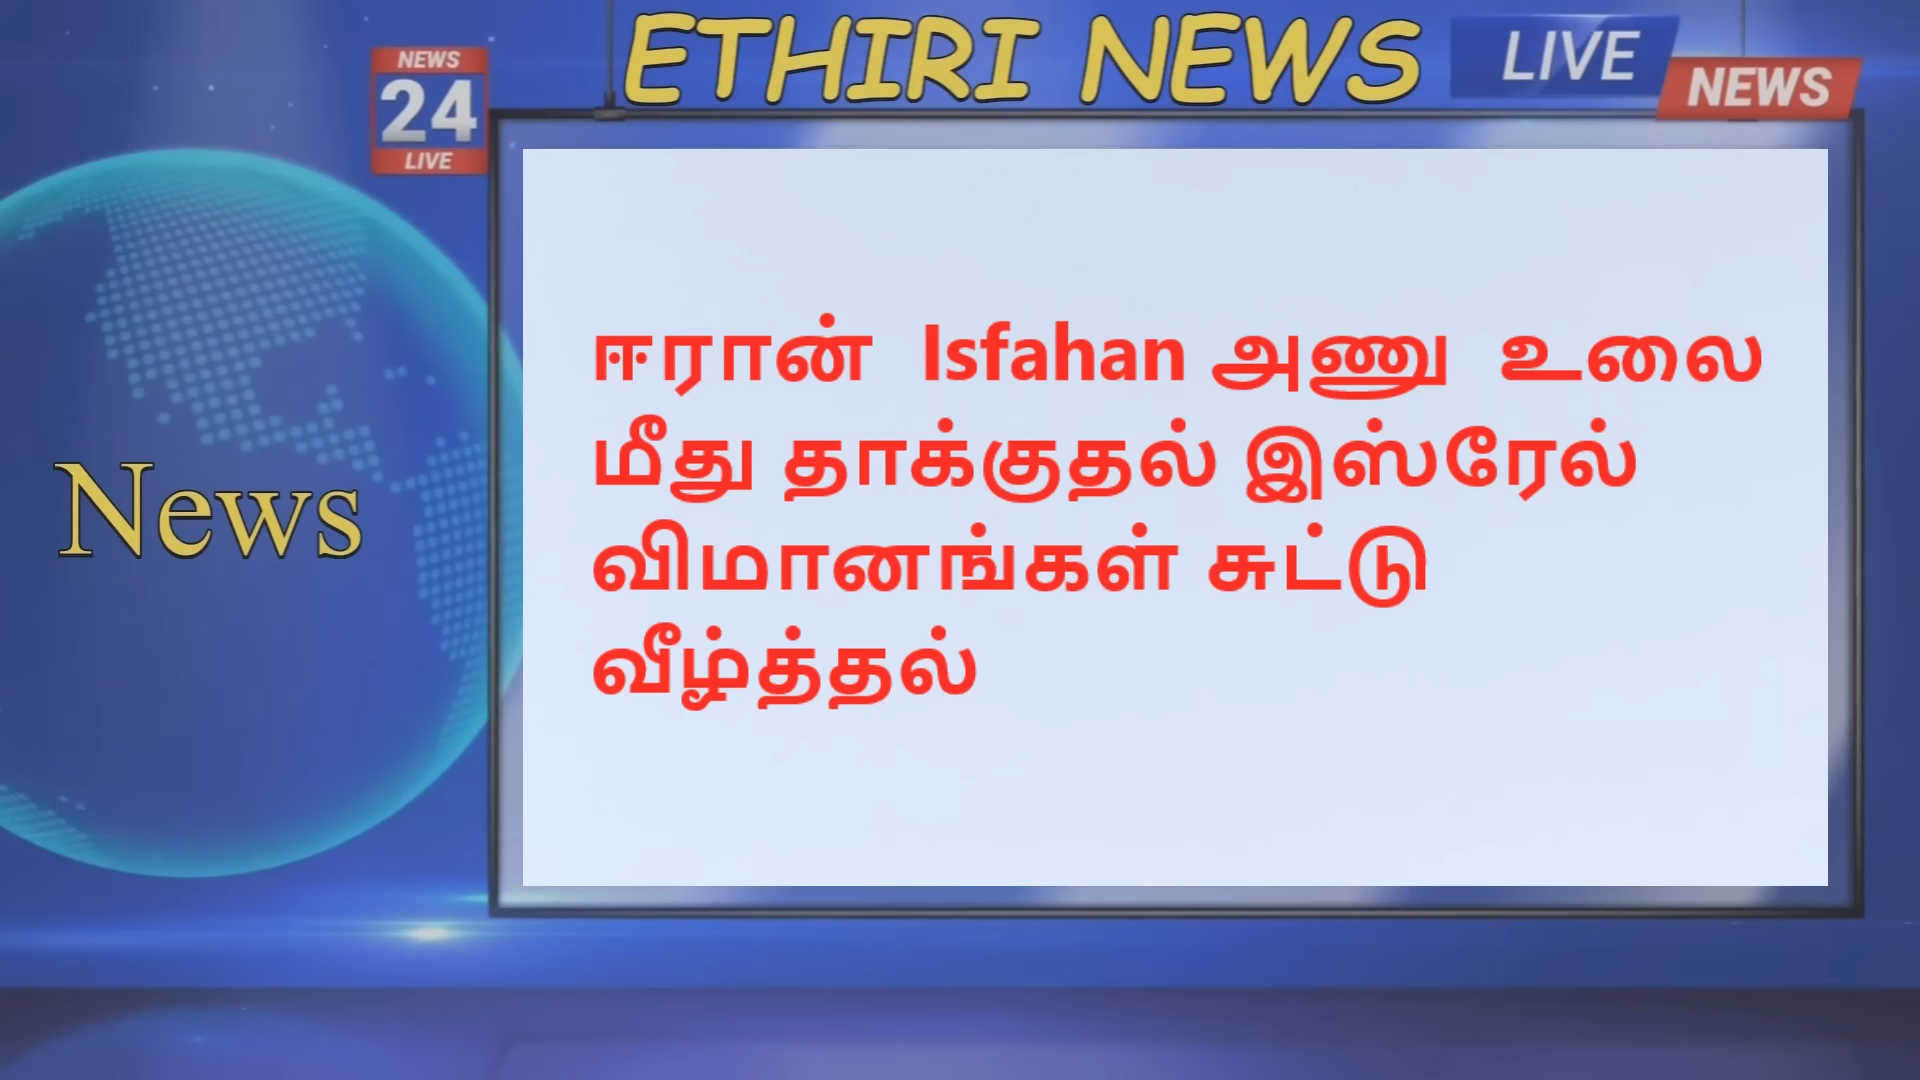 ETHIRI NEWS
LIVE
NEWS
NEWS
24
LIVE
News
ஈரான் Isfahan அணு உலை
மீது தாக்குதல் இஸ்ரேல்
விமானங்கள் சுட்டு
வீழ்த்தல்